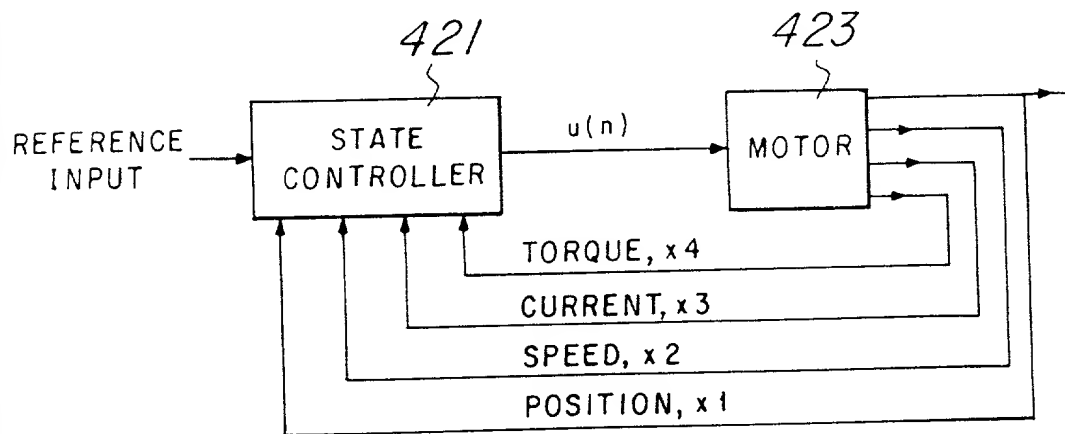 421
423
REFERENCE
INPUT
STATE
CONTROLLER
u(n)
MOTOR
TORQUE, x4
CURRENT, x3
SPEED, x2
POSITION, x1